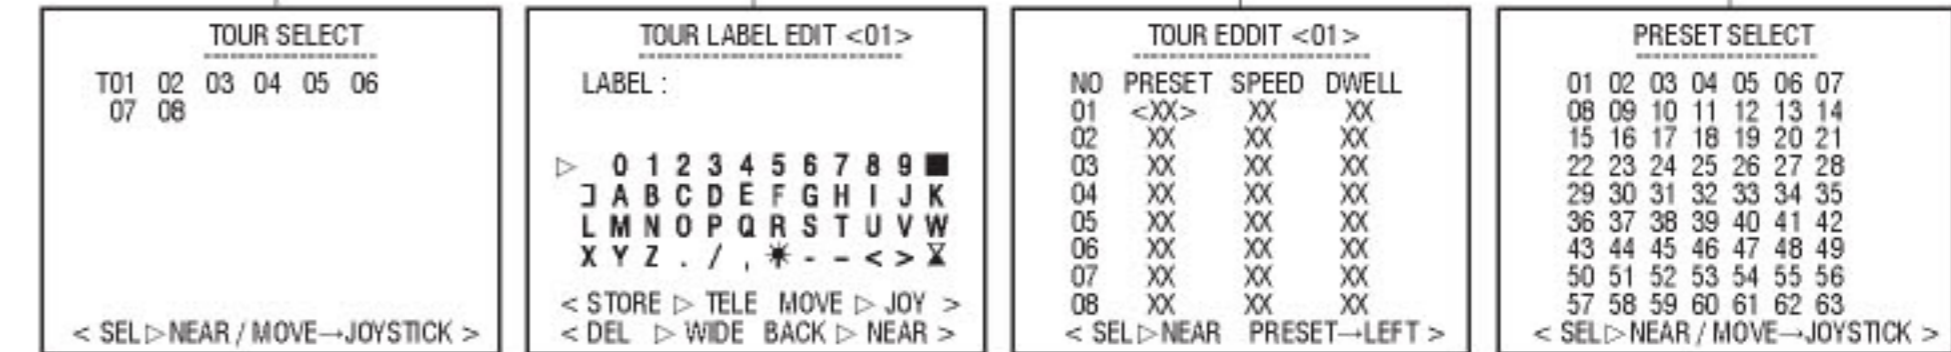 TOUR SELECT
T01 02 03 04 05 06
07 08
< SEL▷NEAR / MOVE→JOYSTICK >
TOUR LABEL EDIT <01>
LABEL :
▷ 0 1 2 3 4 5 6 7 8 9 ■
コ A B C D E F G H I J K
L M N O P Q R S T U V W
X Y Z . / , ☀ - – < > ⧗
< STORE ▷ TELE MOVE ▷ JOY >
< DEL ▷ WIDE BACK ▷ NEAR >
TOUR EDDIT <01>
NO PRESET SPEED DWELL
01 <XX> XX XX
02 XX XX XX
03 XX XX XX
04 XX XX XX
05 XX XX XX
06 XX XX XX
07 XX XX XX
08 XX XX XX
< SEL▷NEAR PRESET→LEFT >
PRESET SELECT
01 02 03 04 05 06 07
08 09 10 11 12 13 14
15 16 17 18 19 20 21
22 23 24 25 26 27 28
29 30 31 32 33 34 35
36 37 38 39 40 41 42
43 44 45 46 47 48 49
50 51 52 53 54 55 56
57 58 59 60 61 62 63
< SEL▷NEAR / MOVE→JOYSTICK >